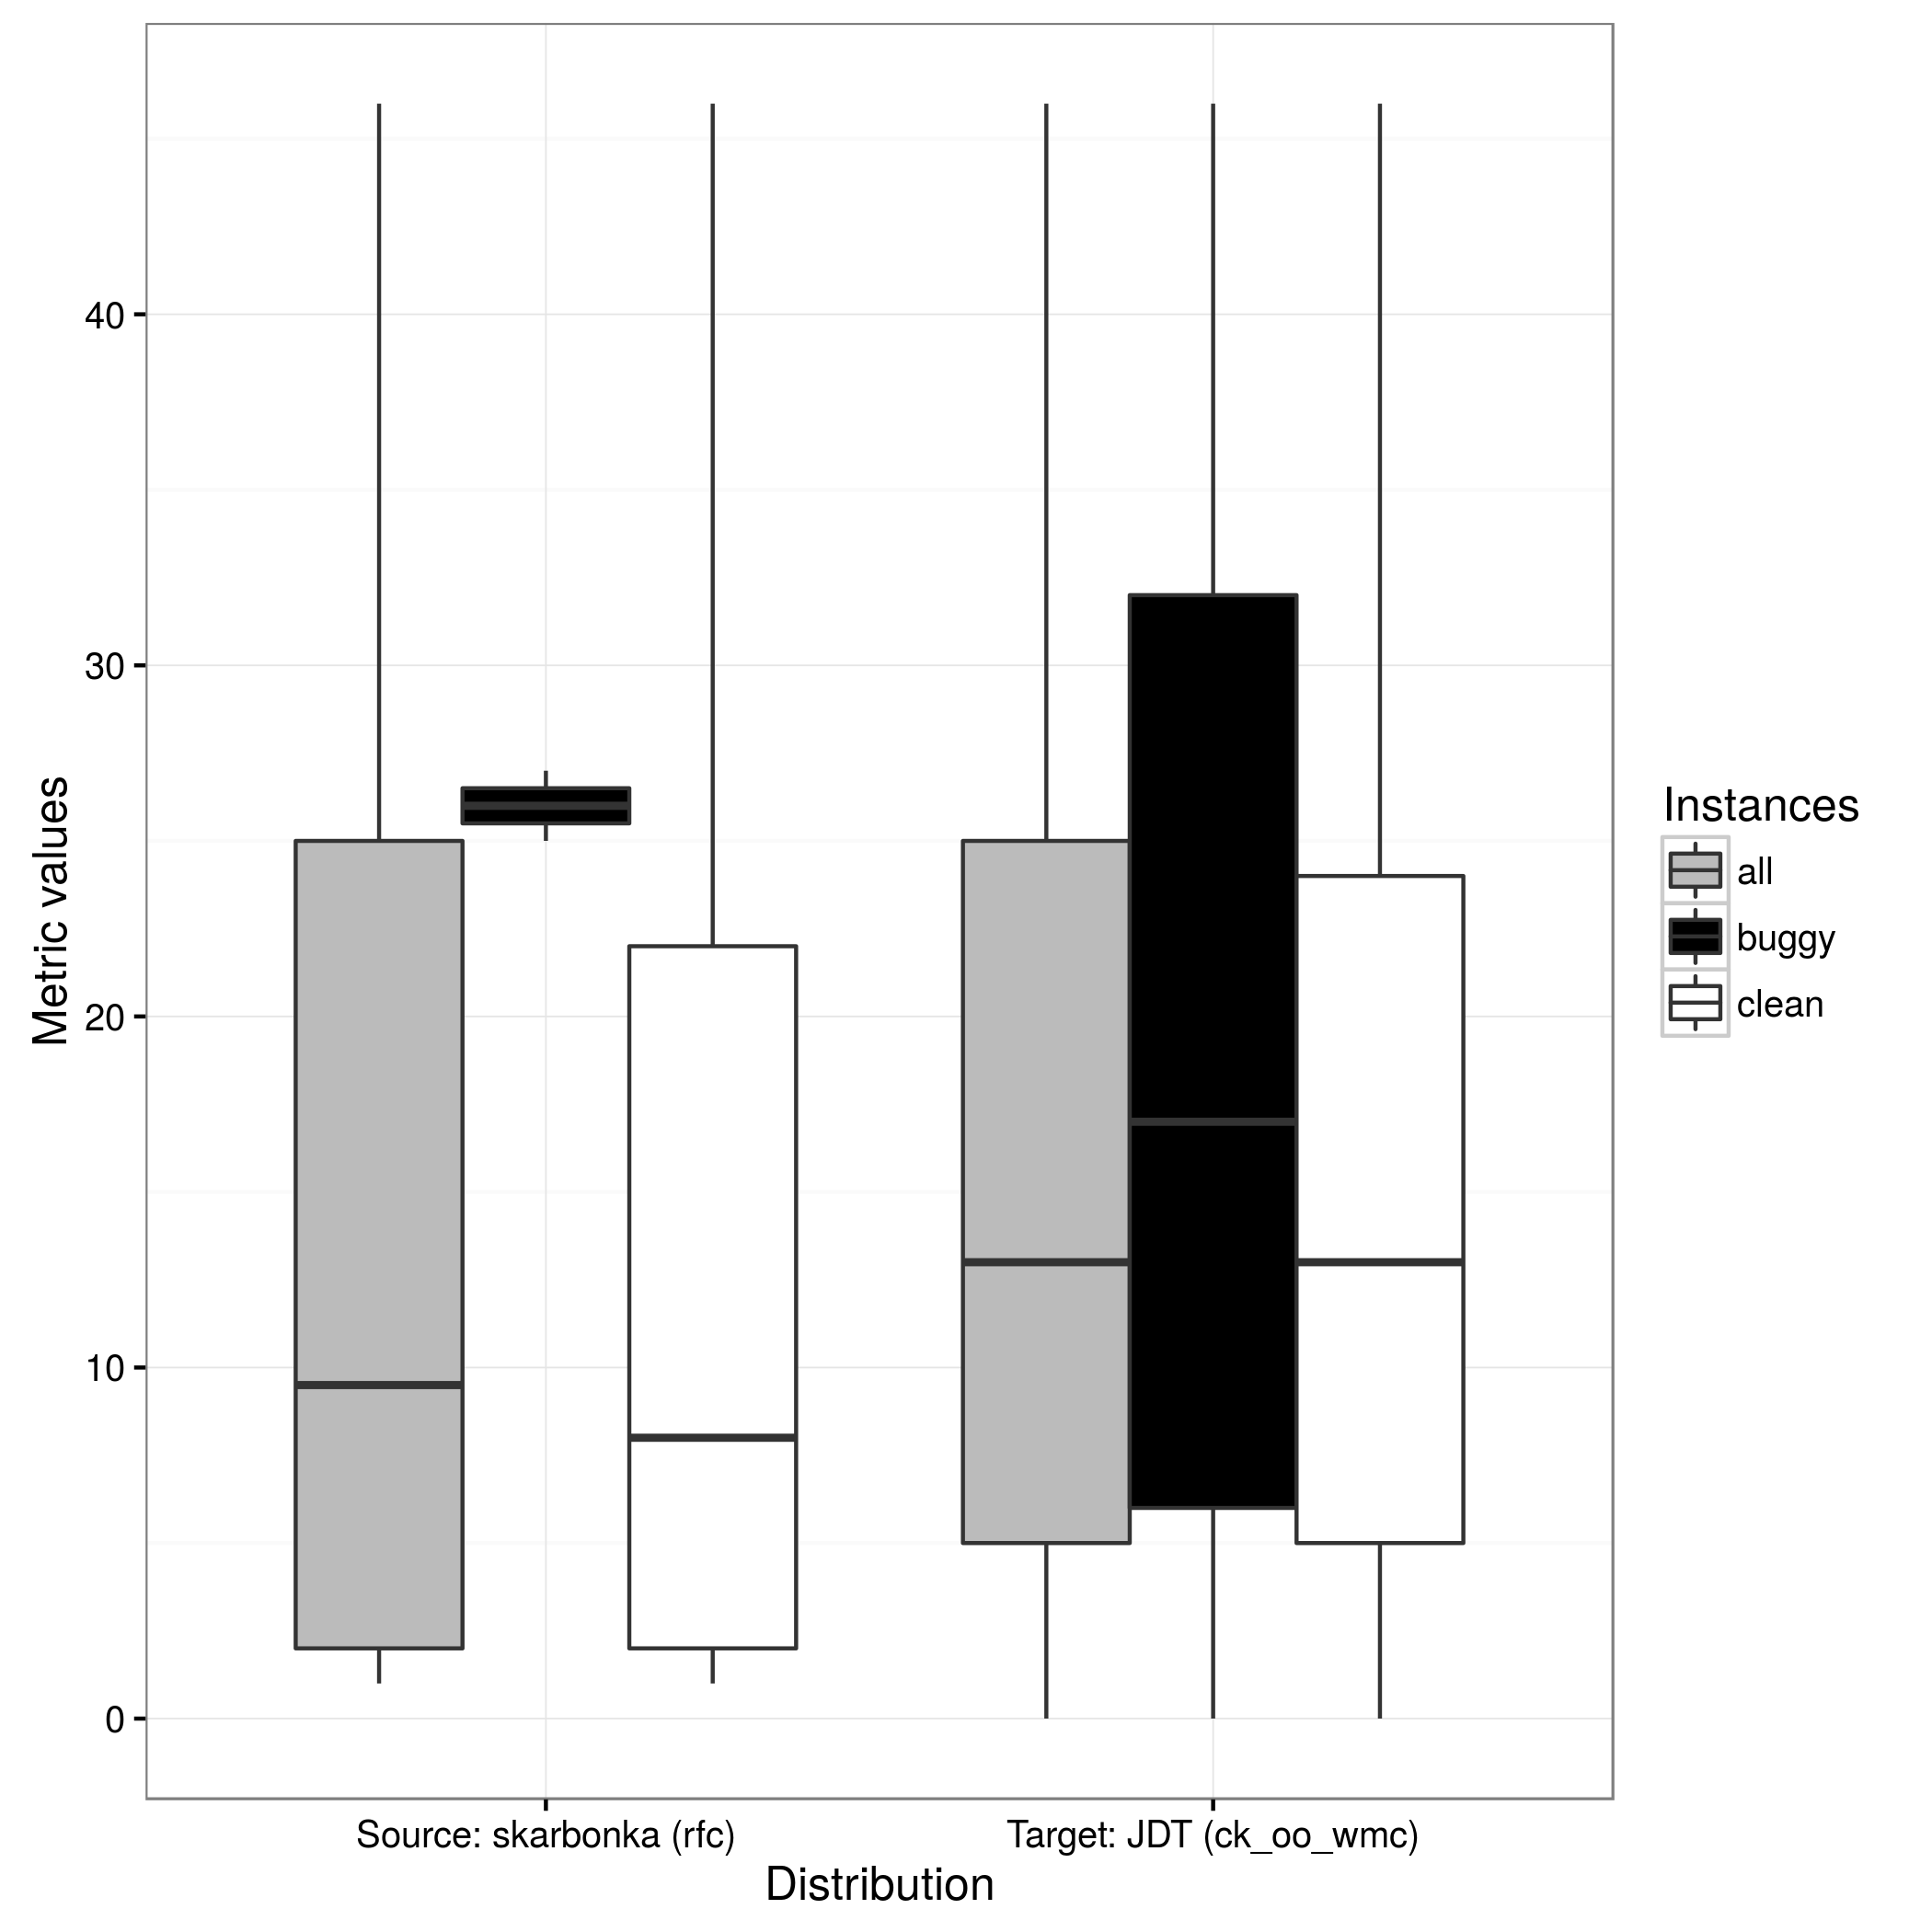 Metric values
40
30
20
10
0
Source: skarbonka (rfc)
Target: JDT (ck_oo_wmc)
Distribution
Instances
all
buggy
clean